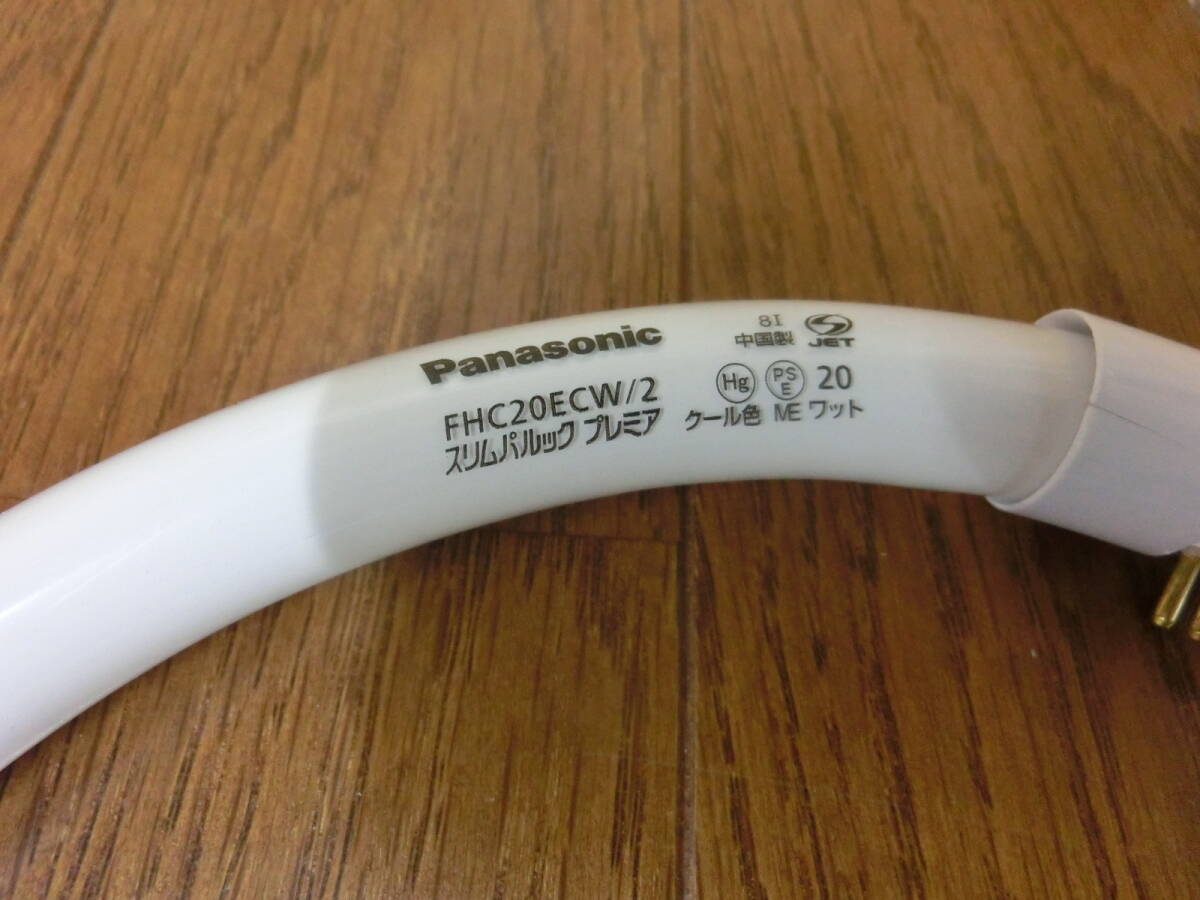 Panasonic
FHC20ECW/2
スリムパルック プレミア
8I
中国製 JET
Hg PS E 20
クール色 ME ワット